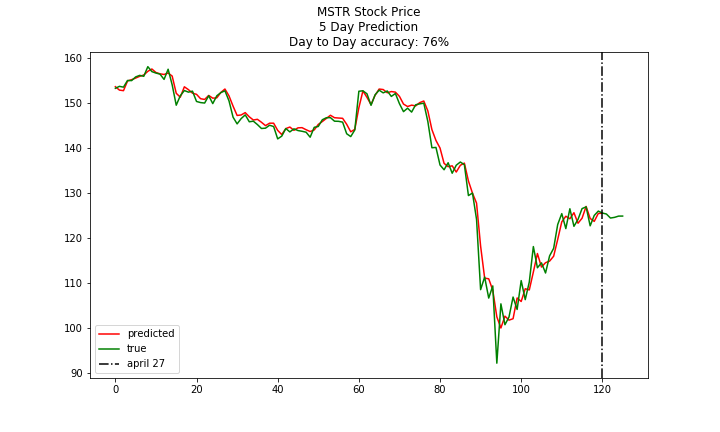 MSTR Stock Price
5 Day Prediction
Day to Day accuracy: 76%
160
150
140
130
120
110
100
90
predicted
true
april 27
0 20 40 60 80 100 120